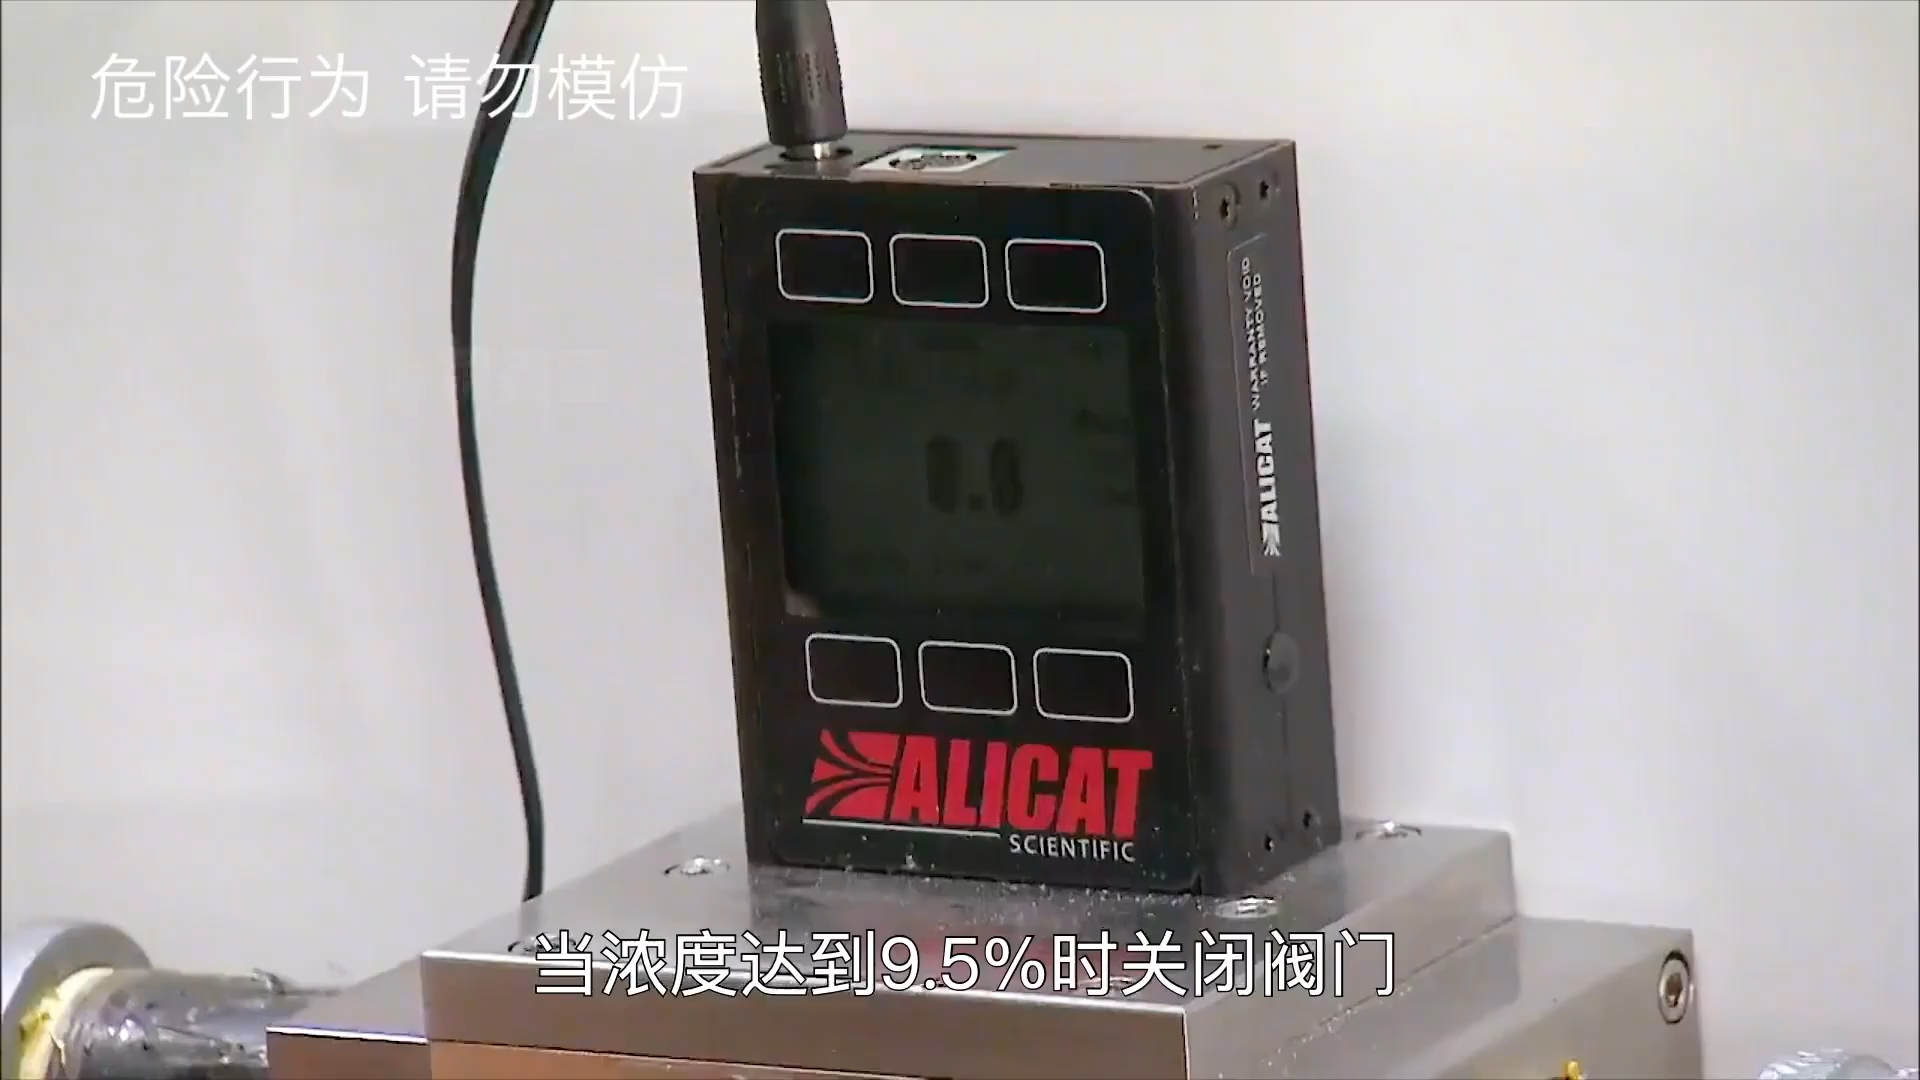 危险行为 请勿模仿
0.0
ALICAT WARRANTY VOID
IF REMOVED
ALICAT
SCIENTIFIC
当浓度达到9.5%时关闭阀门